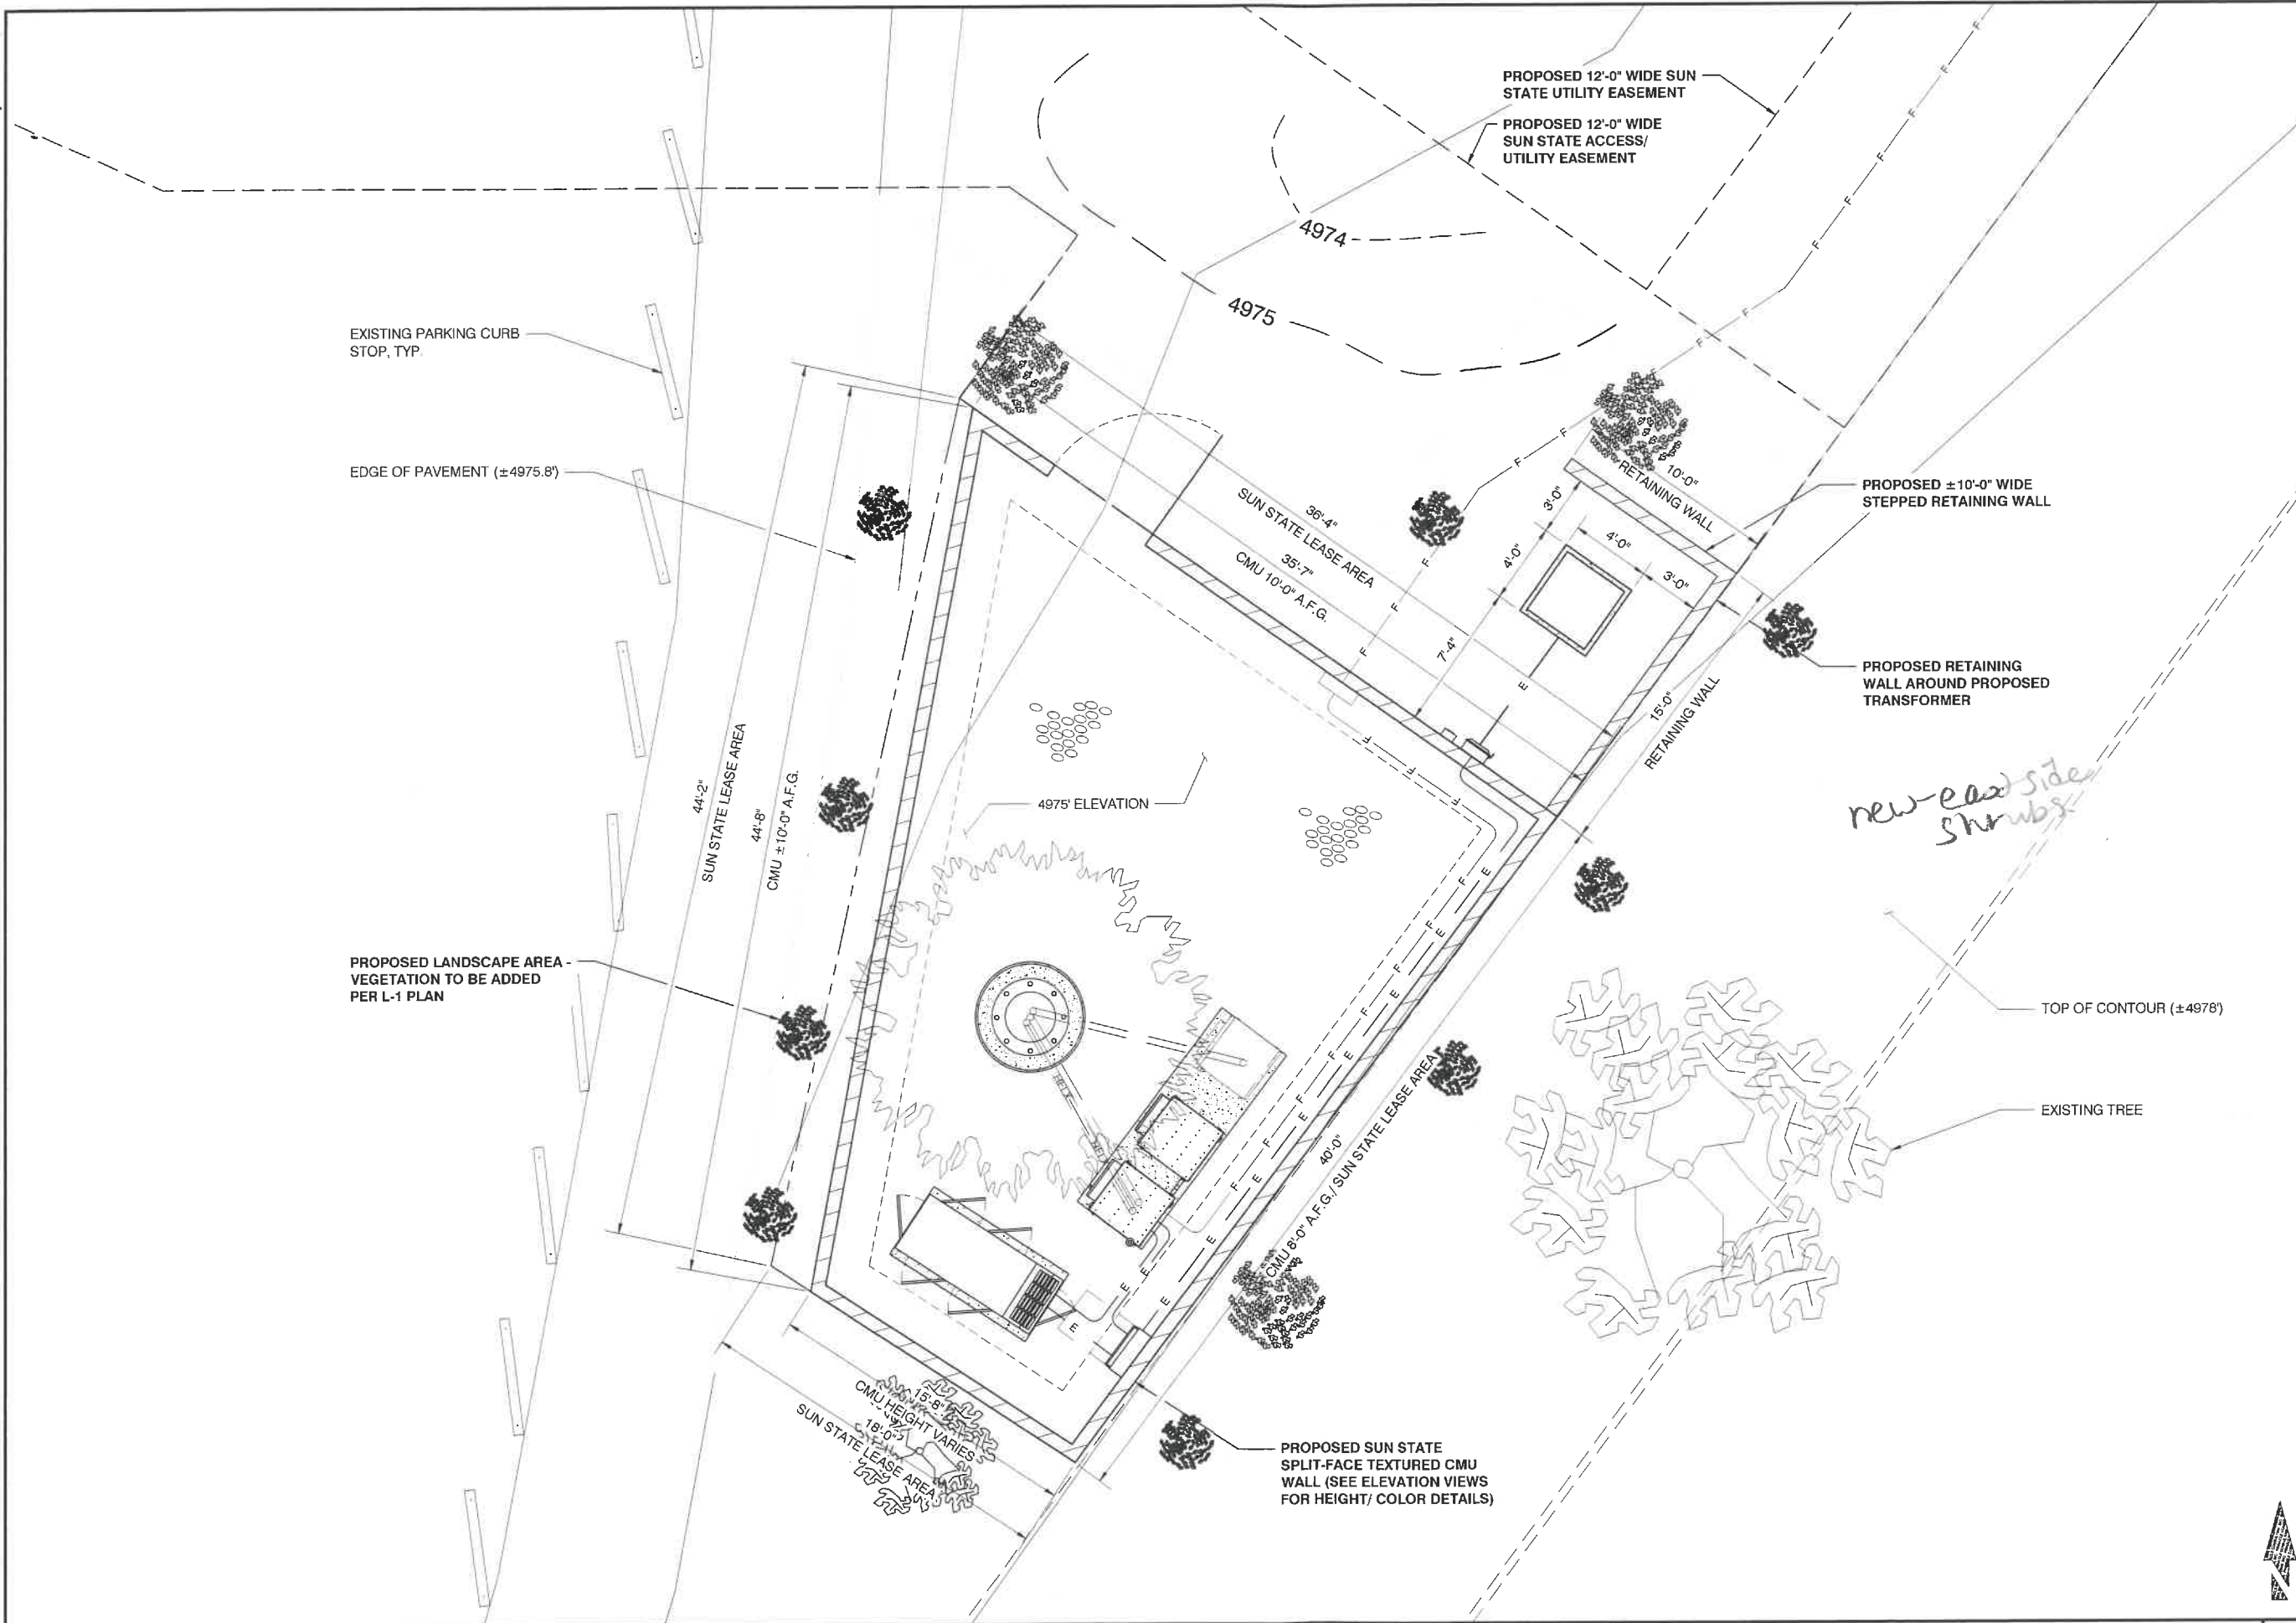 PROPOSED 12'-0" WIDE SUN
STATE UTILITY EASEMENT
PROPOSED 12'-0" WIDE
SUN STATE ACCESS/
UTILITY EASEMENT
4974
4975
EXISTING PARKING CURB
STOP, TYP.
EDGE OF PAVEMENT (±4975.8')
10'-0"
RETAINING WALL
PROPOSED ±10'-0" WIDE
STEPPED RETAINING WALL
3'-0"
4'-0"
4'-0"
3'-0"
7'-4"
36'-4"
SUN STATE LEASE AREA
35'-7"
CMU 10'-0" A.F.G.
PROPOSED RETAINING
WALL AROUND PROPOSED
TRANSFORMER
15'-0"
RETAINING WALL
44'-2"
SUN STATE LEASE AREA
44'-8"
CMU ±10'-0" A.F.G.
4975' ELEVATION
new east side
shrubs
PROPOSED LANDSCAPE AREA -
VEGETATION TO BE ADDED
PER L-1 PLAN
TOP OF CONTOUR (±4978')
EXISTING TREE
40'-0"
CMU 8'-0" A.F.G./ SUN STATE LEASE AREA
15'-8"
CMU HEIGHT VARIES
18'-0"
SUN STATE LEASE AREA
PROPOSED SUN STATE
SPLIT-FACE TEXTURED CMU
WALL (SEE ELEVATION VIEWS
FOR HEIGHT/ COLOR DETAILS)